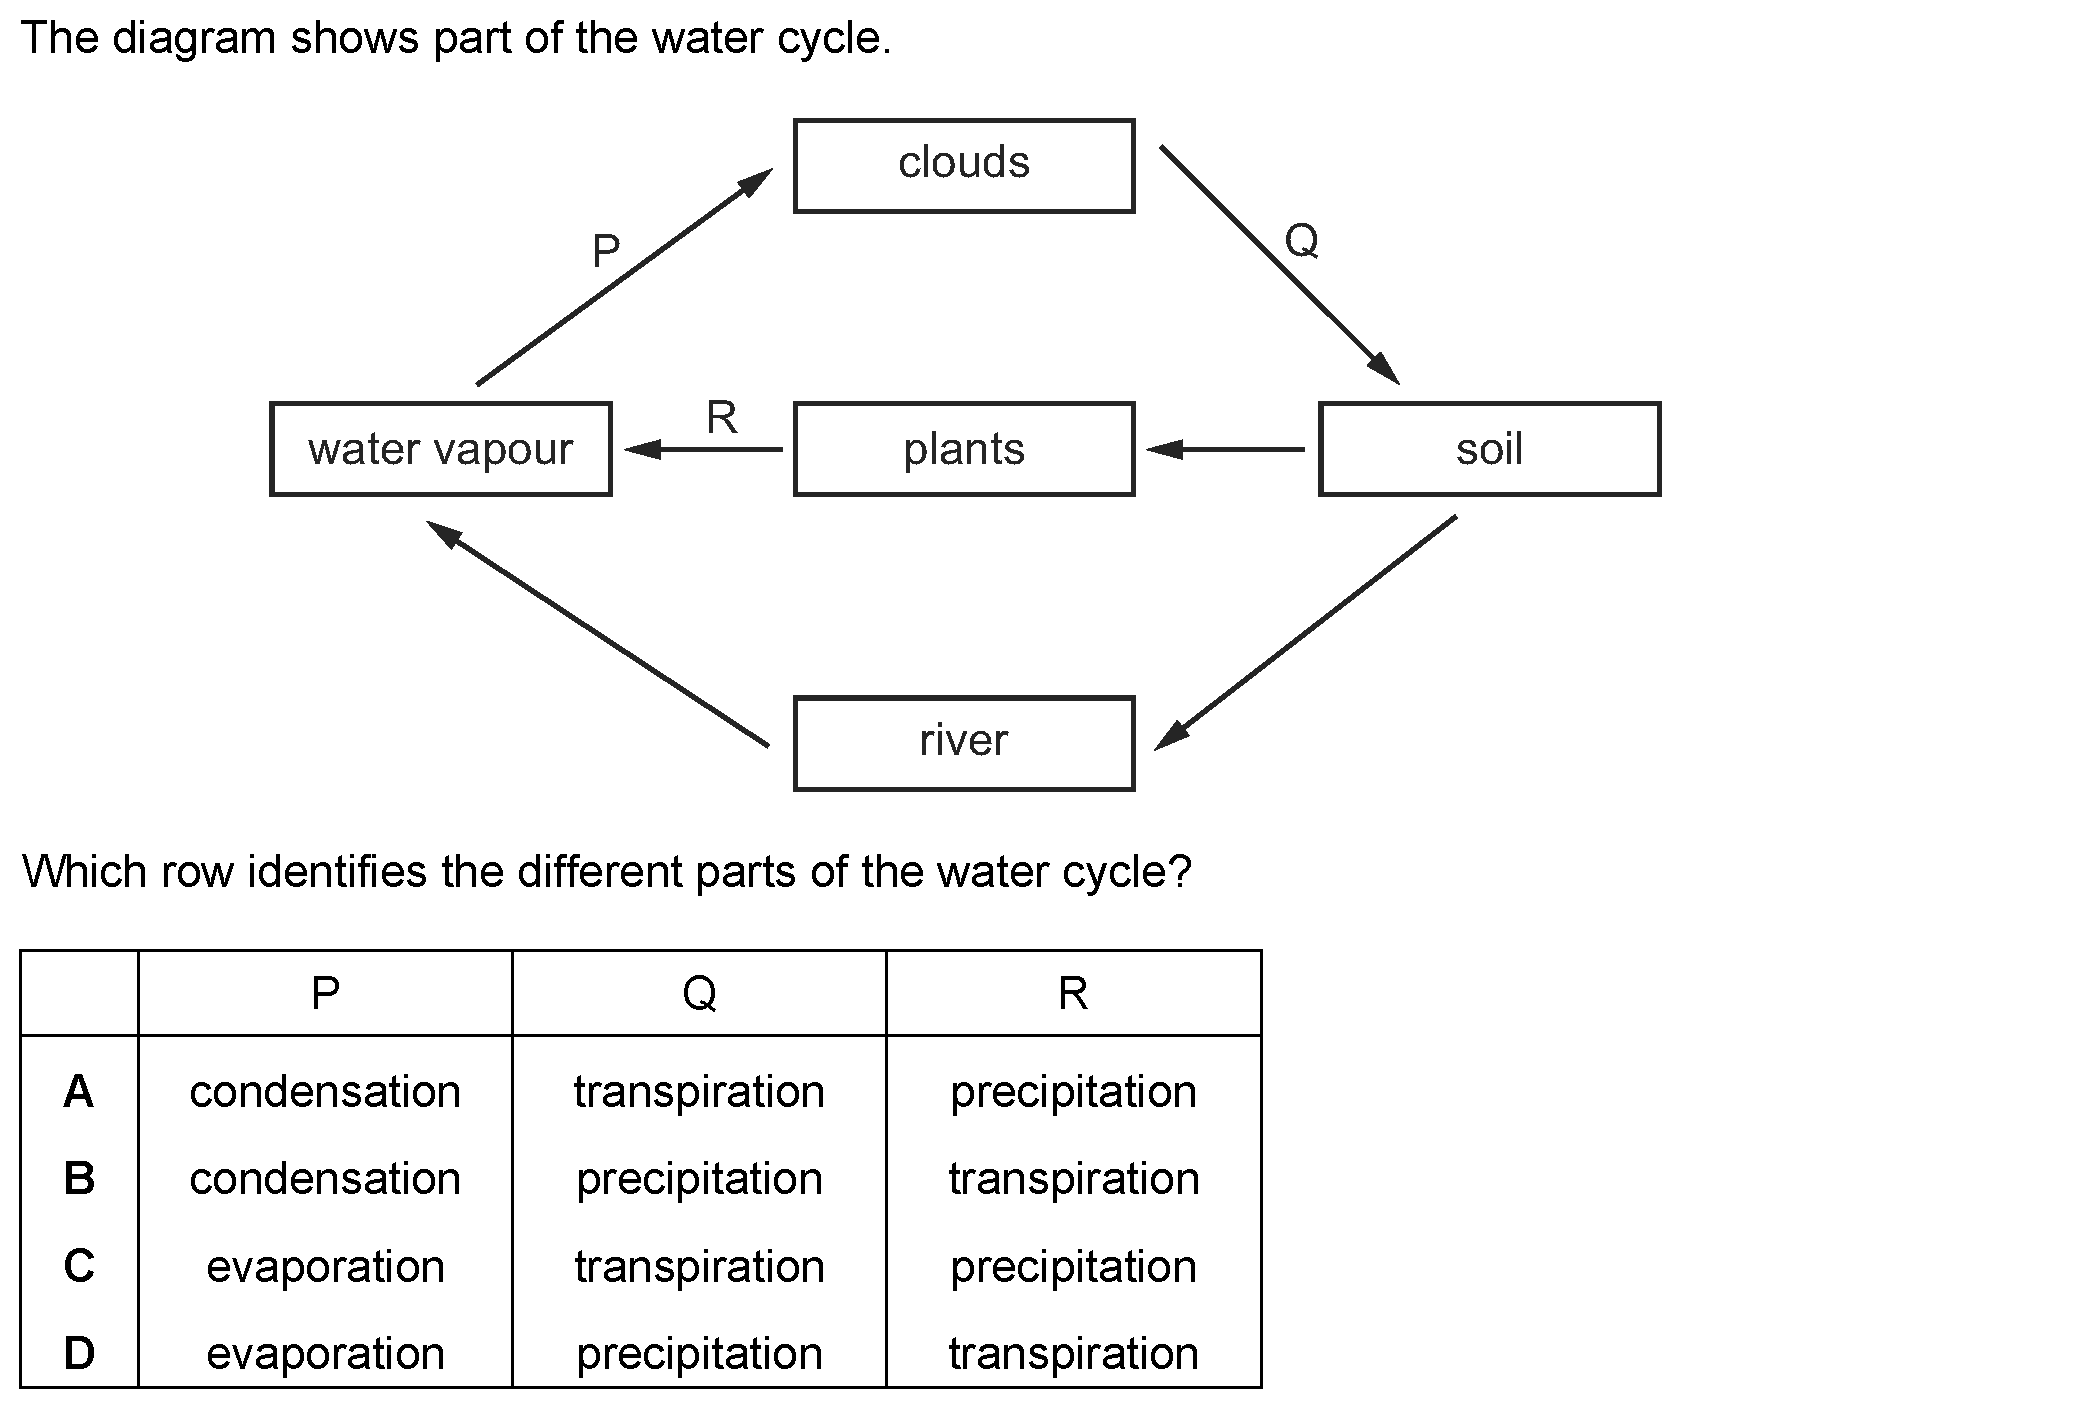 The diagram shows part of the water cycle.
clouds
P
Q
R
water vapour
plants
soil
river
Which row identifies the different parts of the water cycle?
P Q R
A condensation transpiration precipitation
B condensation precipitation transpiration
C evaporation transpiration precipitation
D evaporation precipitation transpiration